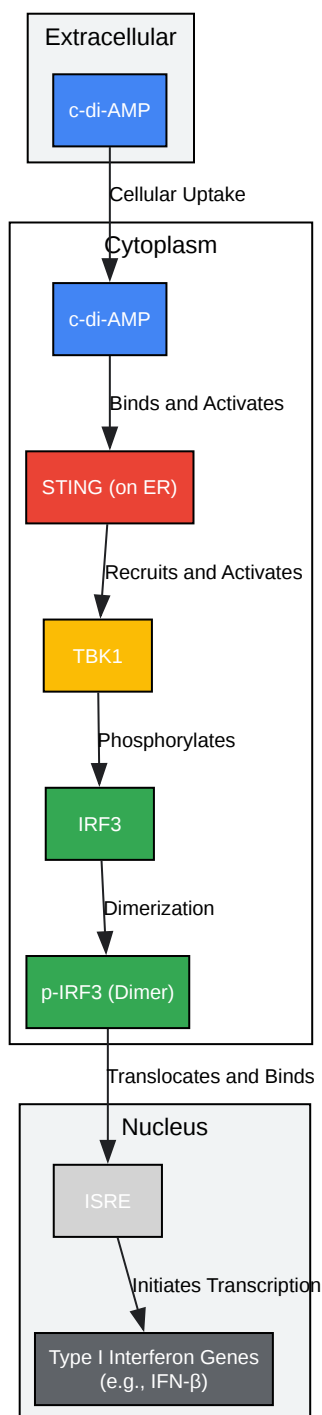 Extracellular
c-di-AMP
Cellular Uptake
Cytoplasm
c-di-AMP
Binds and Activates
STING (on ER)
Recruits and Activates
TBK1
Phosphorylates
IRF3
Dimerization
p-IRF3 (Dimer)
Translocates and Binds
Nucleus
ISRE
Initiates Transcription
Type I Interferon Genes
(e.g., IFN-β)